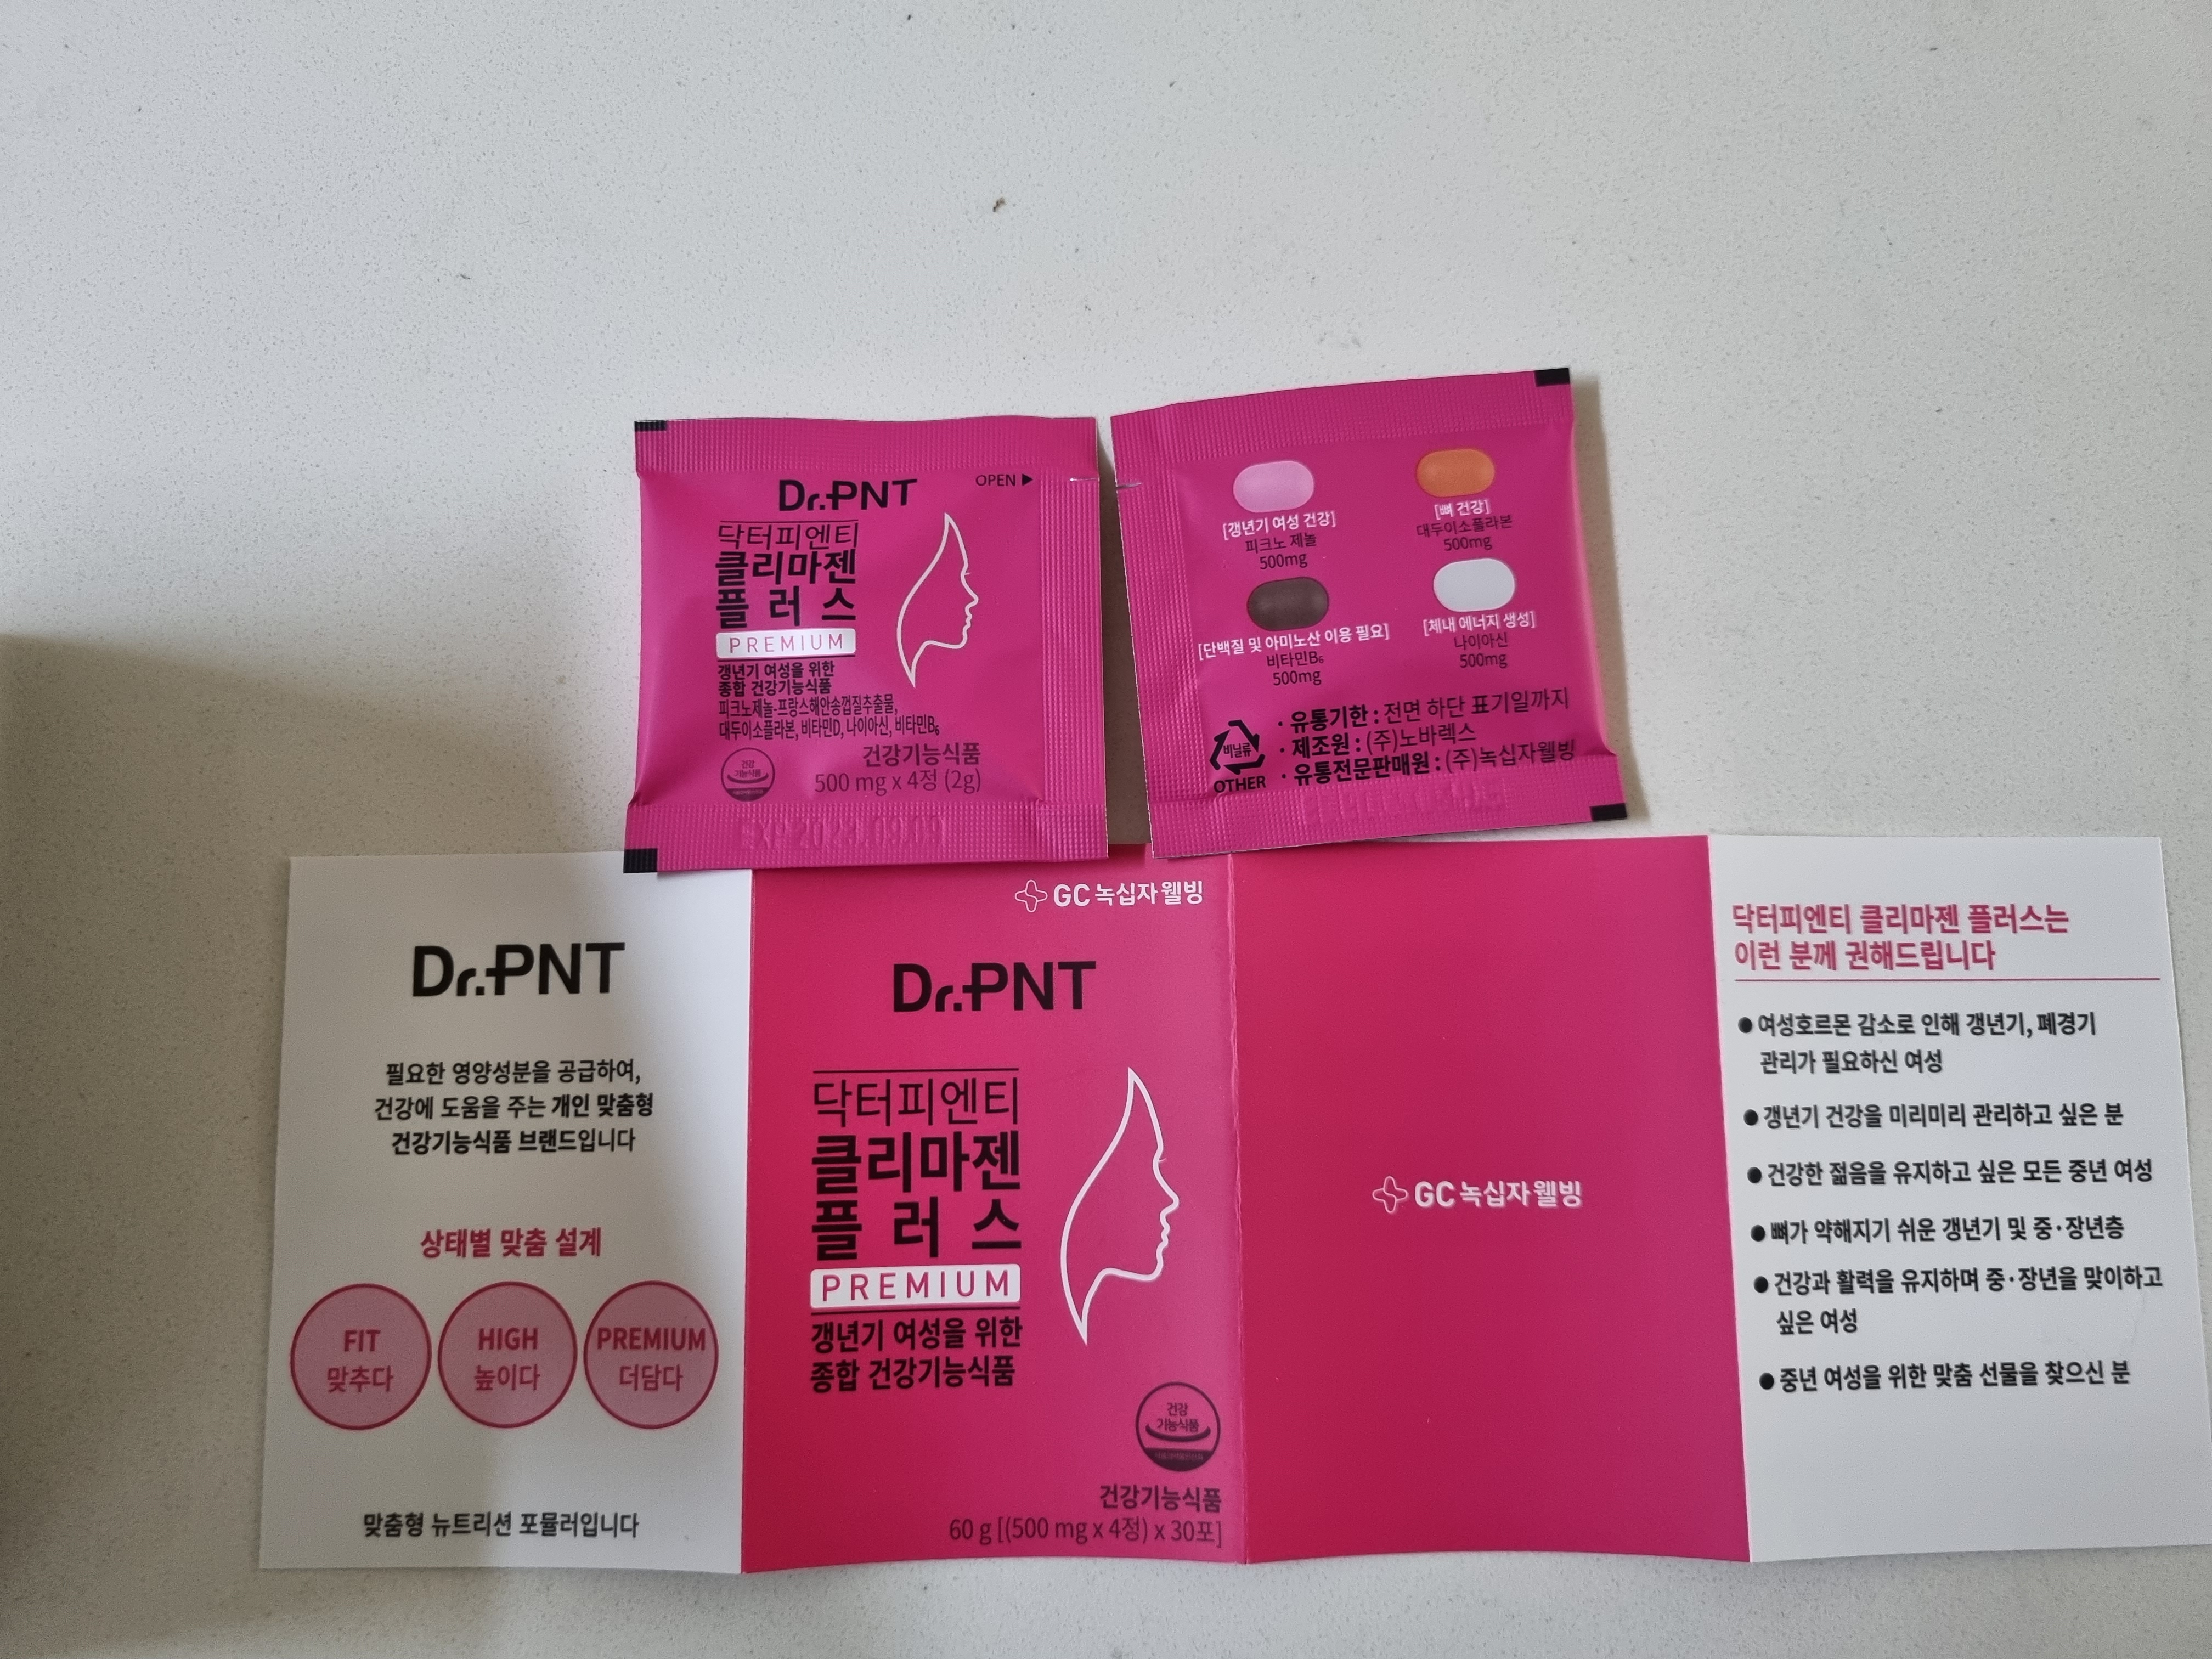 Dr.PNT
OPEN ▶
닥터피엔티
클리마젠
플러스
PREMIUM
갱년기 여성을 위한
종합 건강기능식품
피크노제놀-프랑스해안송껍질추출물,
대두이소플라본, 비타민D, 나이아신, 비타민B₆
건강
기능식품
건강기능식품
500 mg x 4정 (2g)
[갱년기 여성 건강]
피크노 제놀
500mg
[뼈 건강]
대두이소플라본
500mg
[단백질 및 아미노산 이용 필요]
비타민B₆
500mg
[체내 에너지 생성]
나이아신
500mg
비닐류
OTHER
· 유통기한 : 전면 하단 표기일까지
· 제조원 : (주)노바렉스
· 유통전문판매원 : (주)녹십자웰빙
Dr.PNT
필요한 영양성분을 공급하여,
건강에 도움을 주는 개인 맞춤형
건강기능식품 브랜드입니다
상태별 맞춤 설계
FIT
맞추다
HIGH
높이다
PREMIUM
더담다
맞춤형 뉴트리션 포뮬러입니다
GC 녹십자웰빙
Dr.PNT
닥터피엔티
클리마젠
플러스
PREMIUM
갱년기 여성을 위한
종합 건강기능식품
건강
기능식품
건강기능식품
60 g [(500 mg x 4정) x 30포]
GC 녹십자웰빙
닥터피엔티 클리마젠 플러스는
이런 분께 권해드립니다
● 여성호르몬 감소로 인해 갱년기, 폐경기
관리가 필요하신 여성
● 갱년기 건강을 미리미리 관리하고 싶은 분
● 건강한 젊음을 유지하고 싶은 모든 중년 여성
● 뼈가 약해지기 쉬운 갱년기 및 중·장년층
● 건강과 활력을 유지하며 중·장년을 맞이하고
싶은 여성
● 중년 여성을 위한 맞춤 선물을 찾으신 분